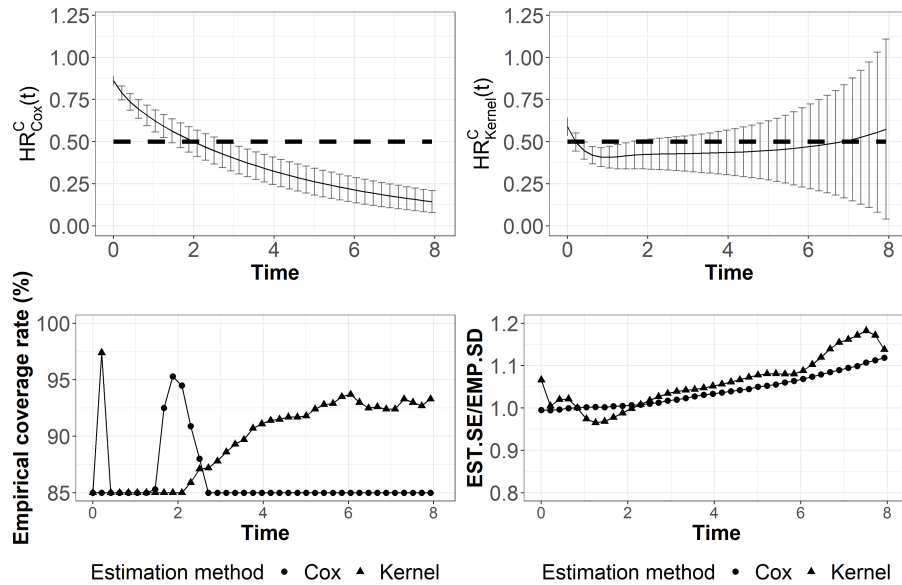 HR^C_Cox(t)
1.25
1.00
0.75
0.50
0.25
0.00
0 2 4 6 8
Time
HR^C_Kernel(t)
1.25
1.00
0.75
0.50
0.25
0.00
0 2 4 6 8
Time
Empirical coverage rate (%)
100
95
90
85
0 2 4 6 8
Time
EST.SE/EMP.SD
1.2
1.1
1.0
0.9
0.8
0 2 4 6 8
Time
Estimation method Cox Kernel